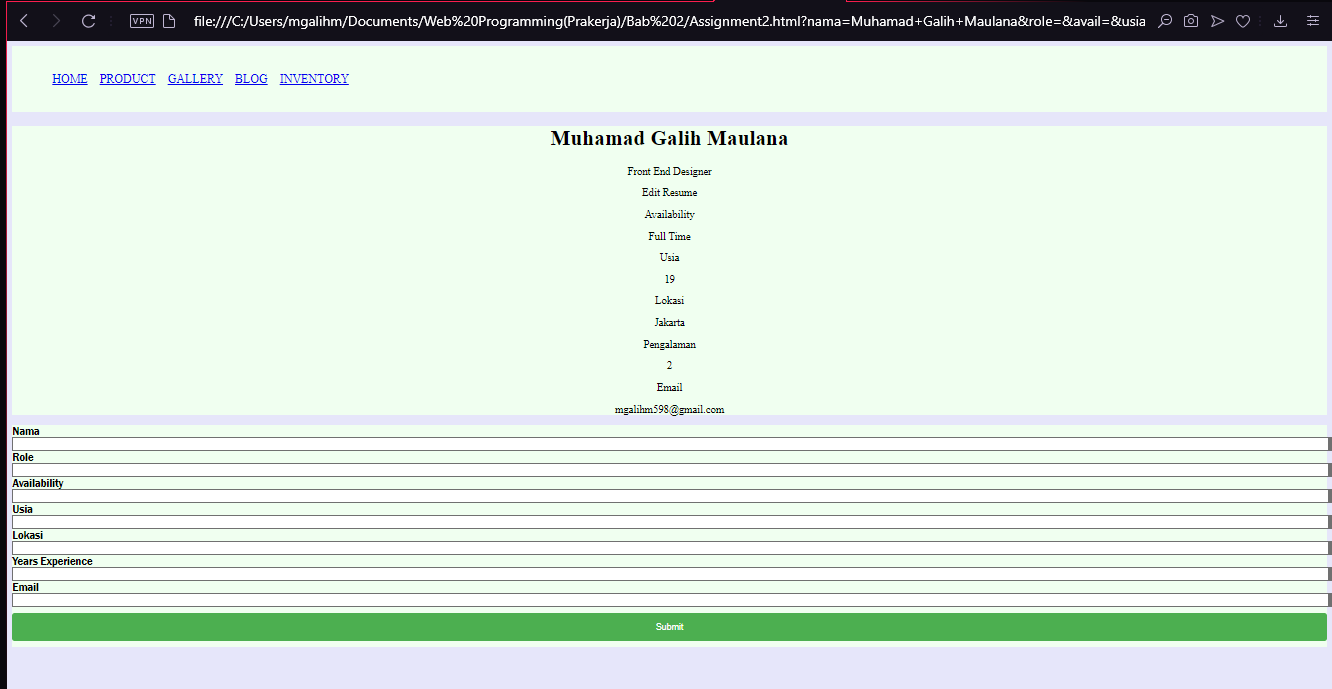 VPN file:///C:/Users/mgalihm/Documents/Web%20Programming(Prakerja)/Bab%202/Assignment2.html?nama=Muhamad+Galih+Maulana&role=&avail=&usia
HOME PRODUCT GALLERY BLOG INVENTORY
Muhamad Galih Maulana
Front End Designer
Edit Resume
Availability
Full Time
Usia
19
Lokasi
Jakarta
Pengalaman
2
Email
mgalihm598@gmail.com
Nama
Role
Availability
Usia
Lokasi
Years Experience
Email
Submit